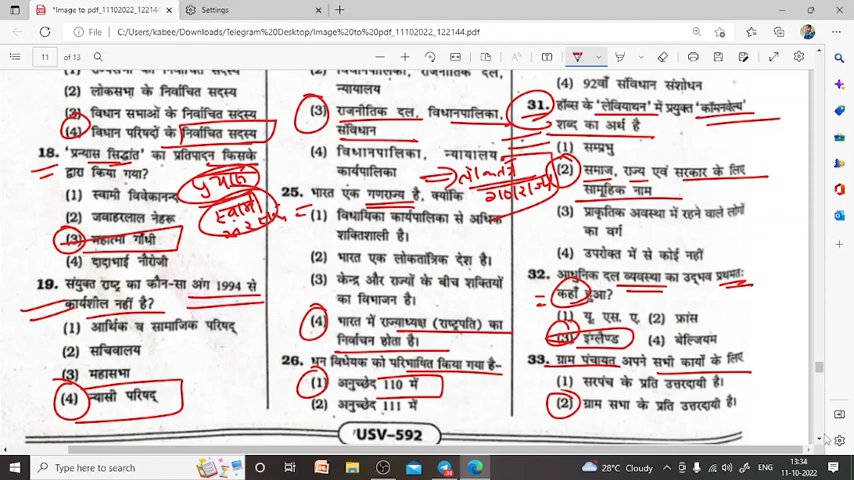 *Image to pdf_11102022_122144.p
Settings
File
C:/Users/kabee/Downloads/Telegram%20Desktop/Image%20to%20pdf_11102022_122144.pdf
11
of 13
(2) लोकसभा के निर्वाचित सदस्य
(3) विधान सभाओं के निर्वाचित सदस्य
(4) विधान परिषदों के निर्वाचित सदस्य
18. 'प्रन्यास सिद्धांत' का प्रतिपादन किसके
द्वारा किया गया?
(1) स्वामी विवेकानन्द
(2) जवाहरलाल नेहरू
(3) महात्मा गाँधी
(4) दादाभाई नौरोजी
19. संयुक्त राष्ट्र का कौन-सा अंग 1994 से
कार्यशील नहीं है?
(1) आर्थिक व सामाजिक परिषद्
(2) सचिवालय
(3) महासभा
(4) न्यासी परिषद्
(2) विधानपालिका, राजनीतिक दल,
न्यायालय
(3) राजनीतिक दल, विधानपालिका,
संविधान
(4) विधानपालिका, न्यायालय
कार्यपालिका
लोकतंत्र
गणराज्य
25. भारत एक गणराज्य है, क्योंकि
(1) विधायिका कार्यपालिका से अधिक
शक्तिशाली है।
(2) भारत एक लोकतांत्रिक देश है।
(3) केन्द्र और राज्यों के बीच शक्तियों
का विभाजन है।
(4) भारत में राज्याध्यक्ष (राष्ट्रपति) का
निर्वाचन होता है।
26. धन विधेयक को परिभाषित किया गया है-
(1) अनुच्छेद 110 में
(2) अनुच्छेद 111 में
(4) 92वाँ संविधान संशोधन
31. हॉब्स के 'लेवियाथन' में प्रयुक्त 'कॉमनवेल्थ'
शब्द का अर्थ है
(1) सम्प्रभु
(2) समाज, राज्य एवं सरकार के लिए
सामूहिक नाम
(3) प्राकृतिक अवस्था में रहने वाले लोगों
का वर्ग
(4) उपरोक्त में से कोई नहीं
32. आधुनिक दल व्यवस्था का उद्भव प्रथमतः
कहाँ हुआ?
(1) यू. एस. ए. (2) फ्रांस
(3) इंग्लैण्ड (4) बेल्जियम
33. ग्राम पंचायत अपने सभी कार्यों के लिए
(1) सरपंच के प्रति उत्तरदायी है।
(2) ग्राम सभा के प्रति उत्तरदायी है।
USV-592
Type here to search
28°C Cloudy
ENG
13:34
11-10-2022